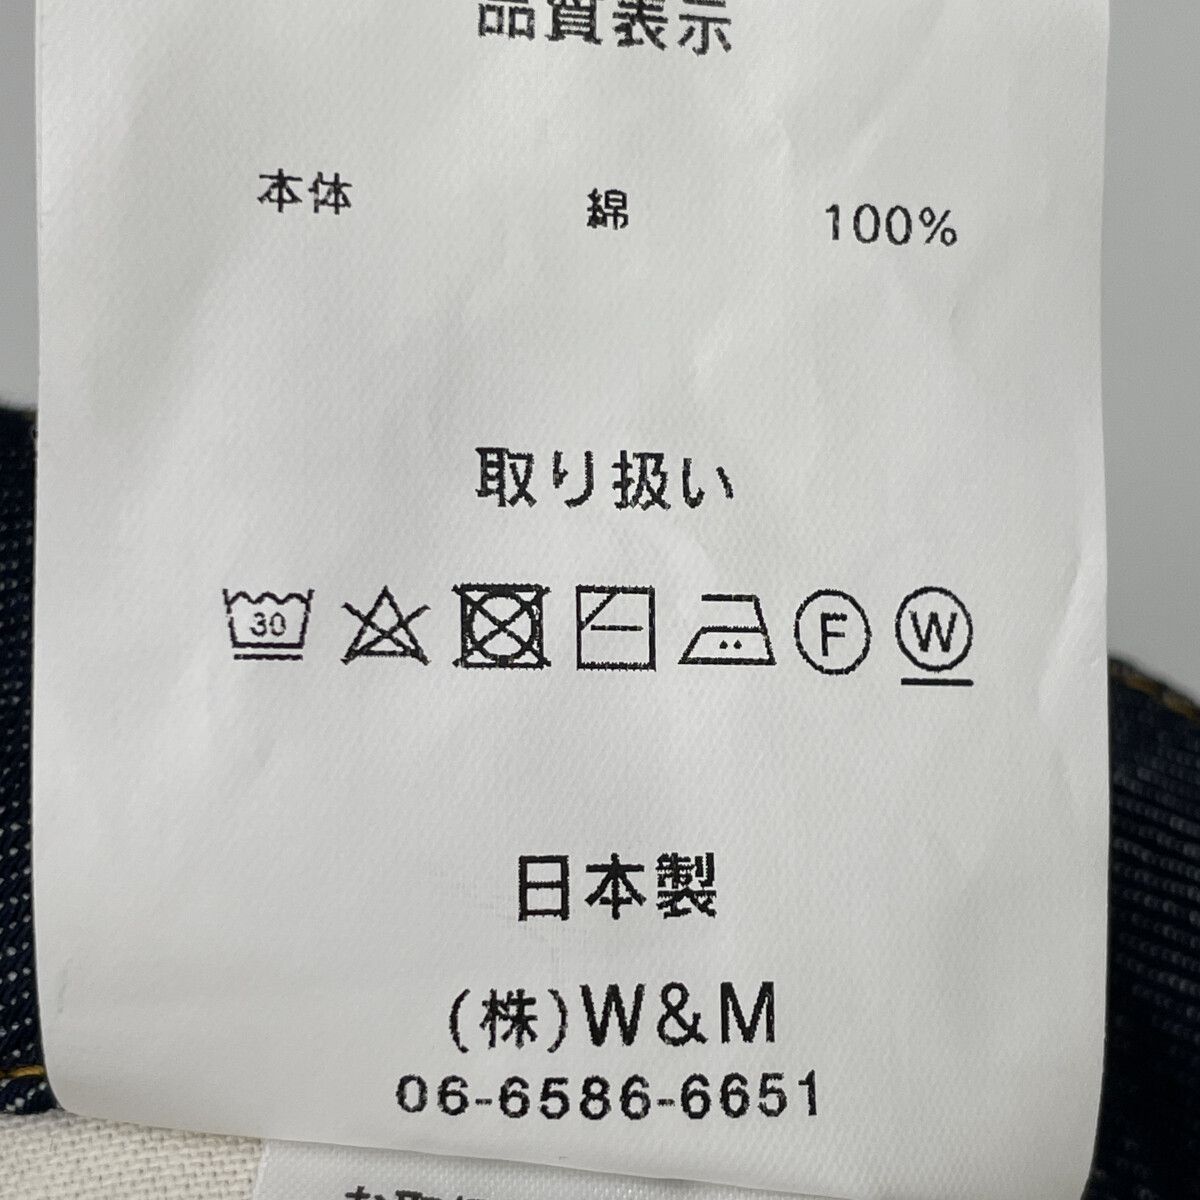 品質表示
本体 綿 100%
取り扱い
30 F W
日本製
(株)W&M
06-6586-6651